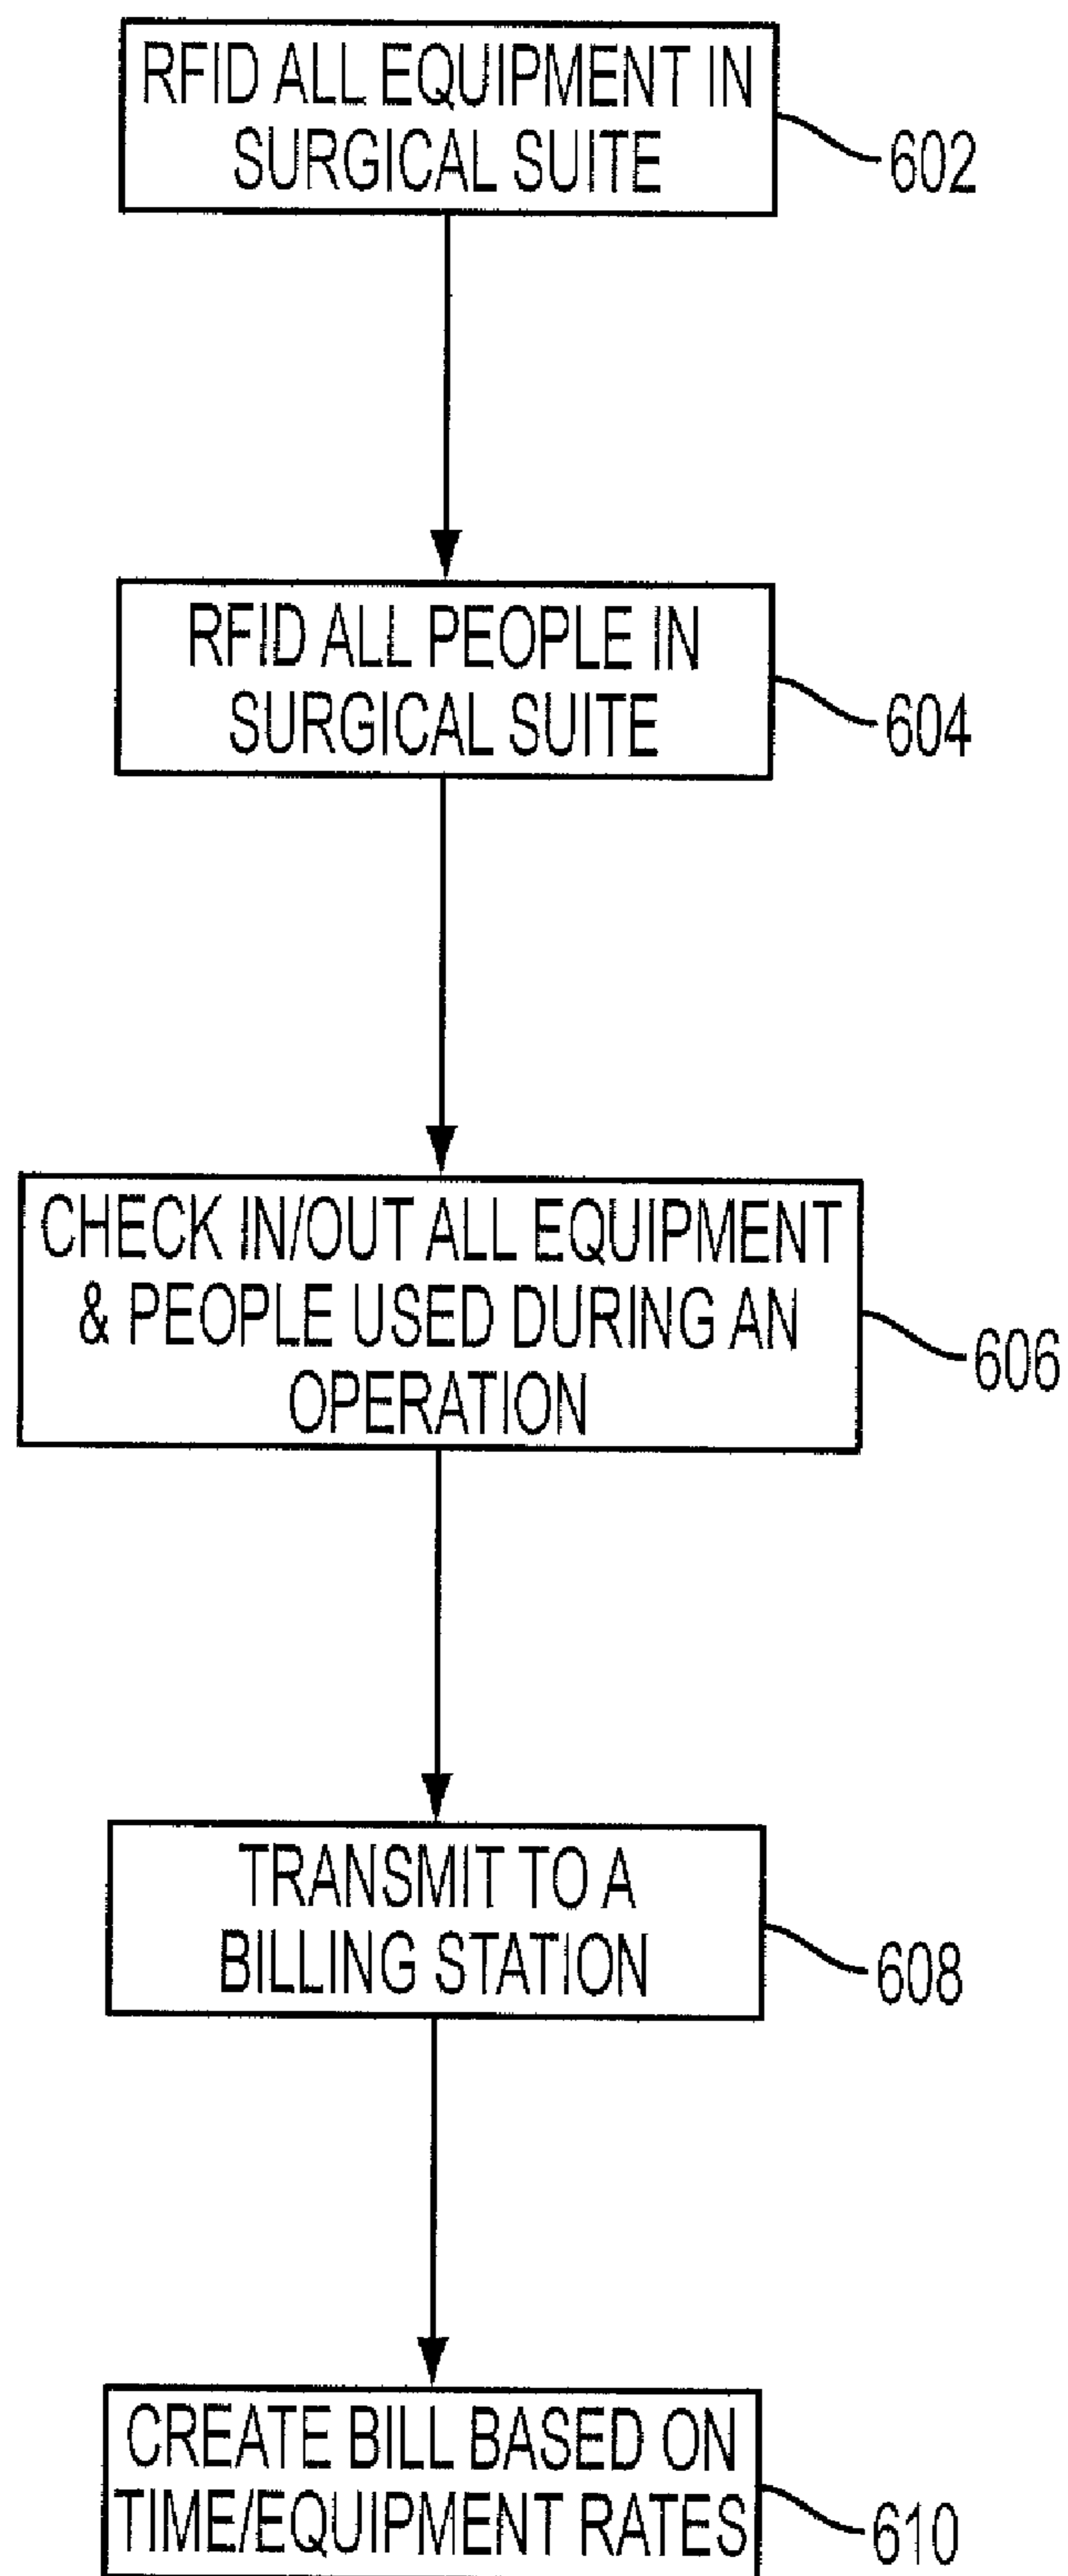 RFID ALL EQUIPMENT IN
SURGICAL SUITE
602
RFID ALL PEOPLE IN
SURGICAL SUITE
604
CHECK IN/OUT ALL EQUIPMENT
& PEOPLE USED DURING AN
OPERATION
606
TRANSMIT TO A
BILLING STATION
608
CREATE BILL BASED ON
TIME/EQUIPMENT RATES
610